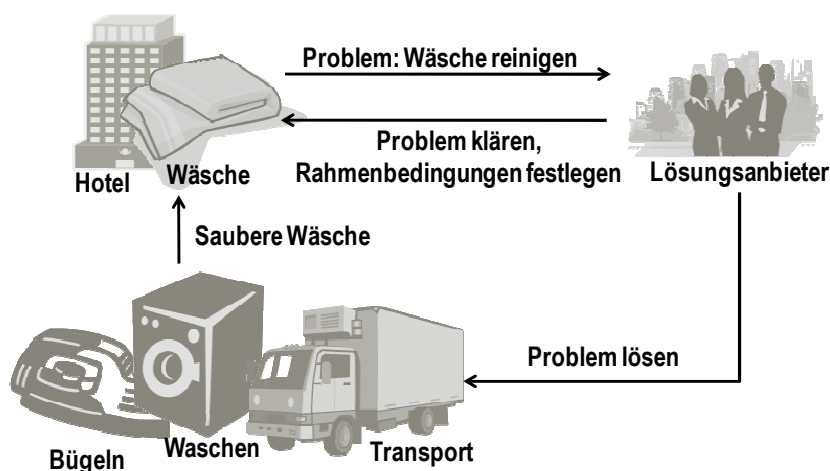 Problem: Wäsche reinigen
Problem klären,
Rahmenbedingungen festlegen
Hotel
Wäsche
Lösungsanbieter
Saubere Wäsche
Problem lösen
Bügeln
Waschen
Transport